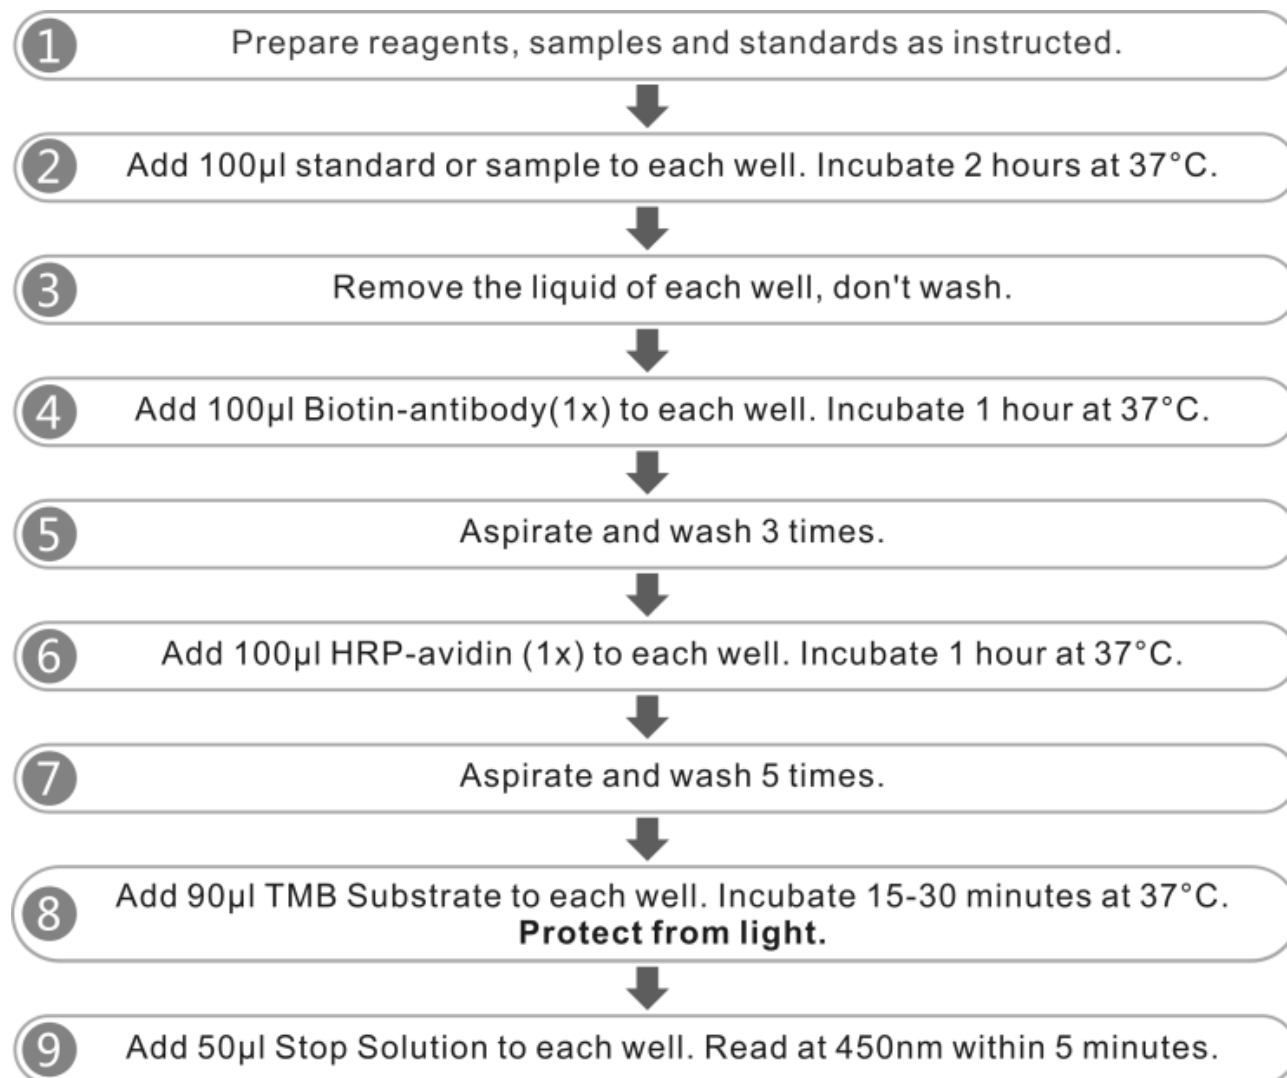 1 Prepare reagents, samples and standards as instructed.
2 Add 100µl standard or sample to each well. Incubate 2 hours at 37°C.
3 Remove the liquid of each well, don't wash.
4 Add 100µl Biotin-antibody(1x) to each well. Incubate 1 hour at 37°C.
5 Aspirate and wash 3 times.
6 Add 100µl HRP-avidin (1x) to each well. Incubate 1 hour at 37°C.
7 Aspirate and wash 5 times.
8 Add 90µl TMB Substrate to each well. Incubate 15-30 minutes at 37°C.
Protect from light.
9 Add 50µl Stop Solution to each well. Read at 450nm within 5 minutes.